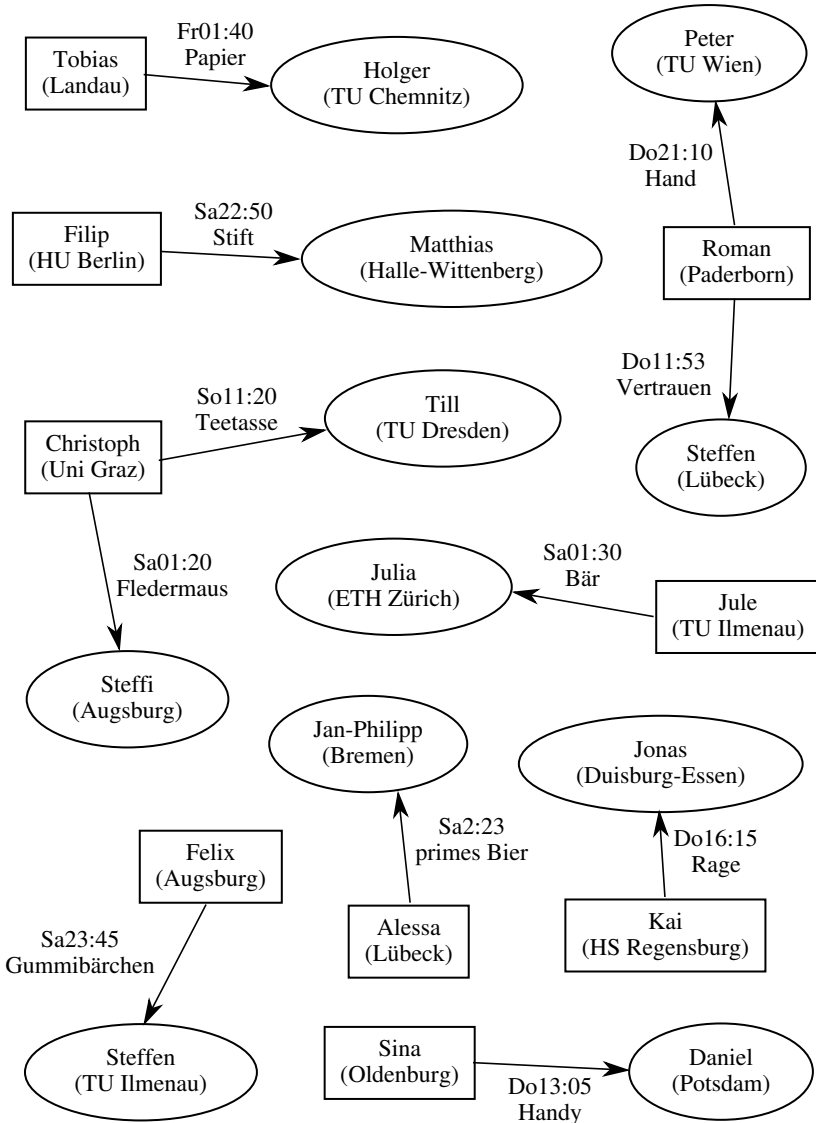 Fr01:40
Papier
Tobias
(Landau)
Holger
(TU Chemnitz)
Peter
(TU Wien)
Do21:10
Hand
Sa22:50
Stift
Filip
(HU Berlin)
Matthias
(Halle-Wittenberg)
Roman
(Paderborn)
Do11:53
Vertrauen
So11:20
Teetasse
Till
(TU Dresden)
Christoph
(Uni Graz)
Steffen
(Lübeck)
Sa01:20
Fledermaus
Julia
(ETH Zürich)
Sa01:30
Bär
Jule
(TU Ilmenau)
Steffi
(Augsburg)
Jan-Philipp
(Bremen)
Jonas
(Duisburg-Essen)
Sa2:23
primes Bier
Do16:15
Rage
Felix
(Augsburg)
Alessa
(Lübeck)
Kai
(HS Regensburg)
Sa23:45
Gummibärchen
Steffen
(TU Ilmenau)
Sina
(Oldenburg)
Do13:05
Handy
Daniel
(Potsdam)